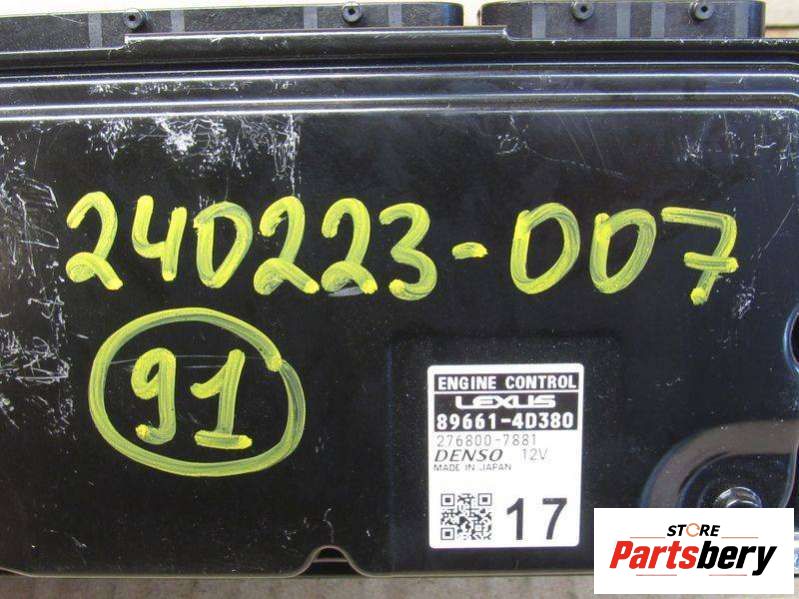 240223-007
91
ENGINE CONTROL
LEXUS
89661-4D380
276800-7881
DENSO 12V
MADE IN JAPAN
17
STORE
Partsbery